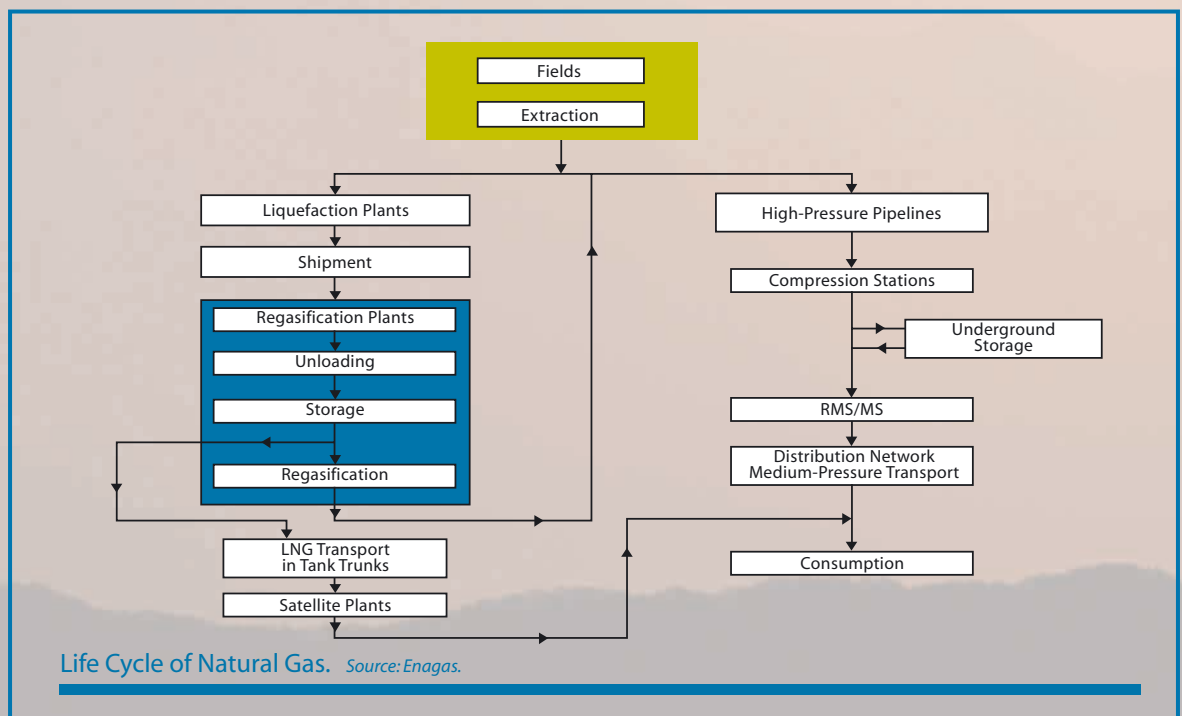 Fields
Extraction
Liquefaction Plants
Shipment
Regasification Plants
Unloading
Storage
Regasification
LNG Transport
in Tank Trunks
Satellite Plants
High-Pressure Pipelines
Compression Stations
Underground
Storage
RMS/MS
Distribution Network
Medium-Pressure Transport
Consumption
Life Cycle of Natural Gas. Source: Enagas.